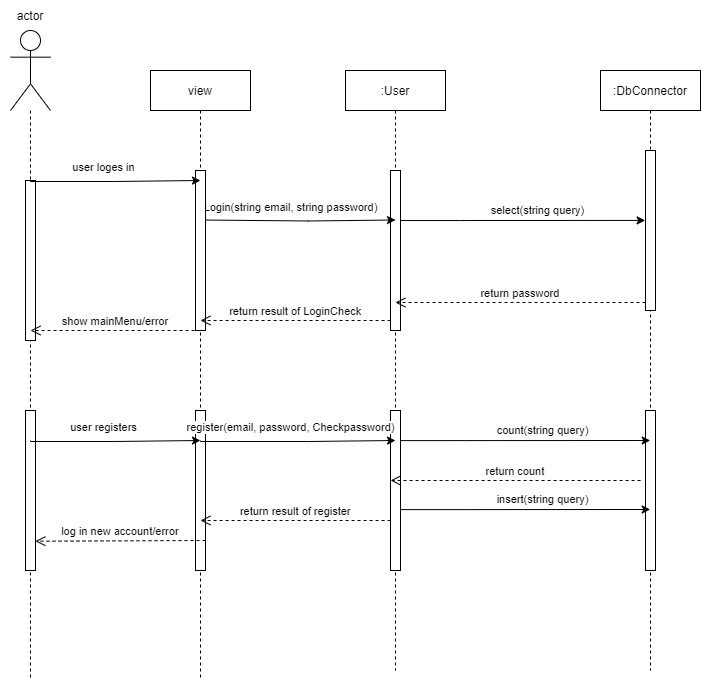 actor
view
:User
:DbConnector
user loges in
Login(string email, string password)
select(string query)
return password
return result of LoginCheck
show mainMenu/error
user registers
register(email, password, Checkpassword)
count(string query)
return count
insert(string query)
return result of register
log in new account/error